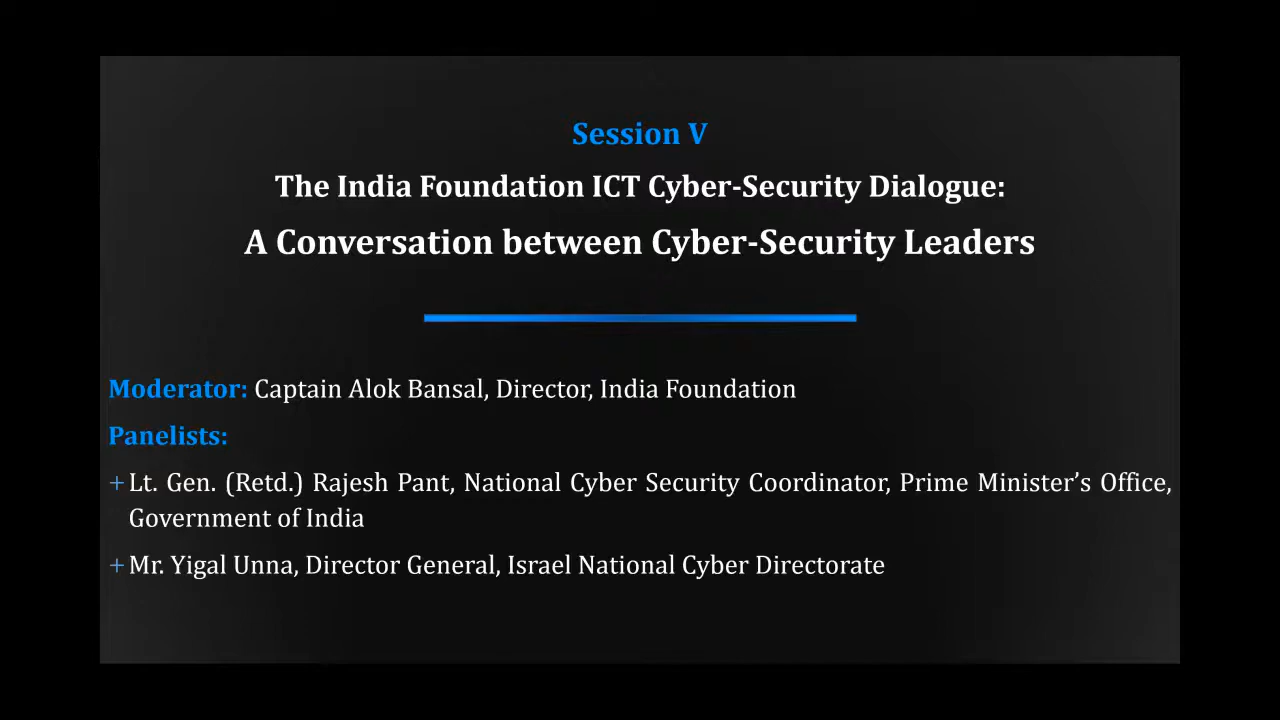 Session V
The India Foundation ICT Cyber-Security Dialogue:
A Conversation between Cyber-Security Leaders
Moderator: Captain Alok Bansal, Director, India Foundation
Panelists:
+Lt. Gen. (Retd.) Rajesh Pant, National Cyber Security Coordinator, Prime Minister’s Office,
Government of India
+Mr. Yigal Unna, Director General, Israel National Cyber Directorate